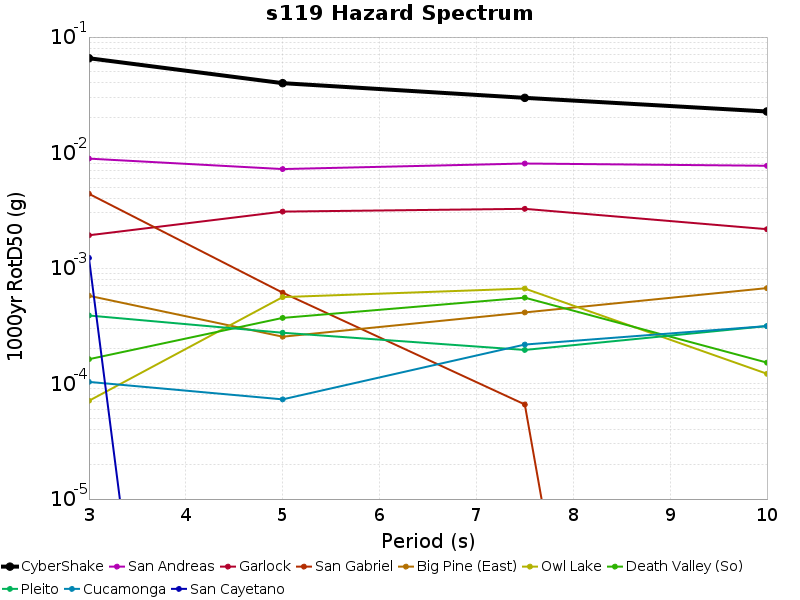 s119 Hazard Spectrum
10-1
10-2
10-3
10-4
10-5
1000yr RotD50 (g)
3 4 5 6 7 8 9 10
Period (s)
CyberShake San Andreas Garlock San Gabriel Big Pine (East) Owl Lake Death Valley (So)
Pleito Cucamonga San Cayetano